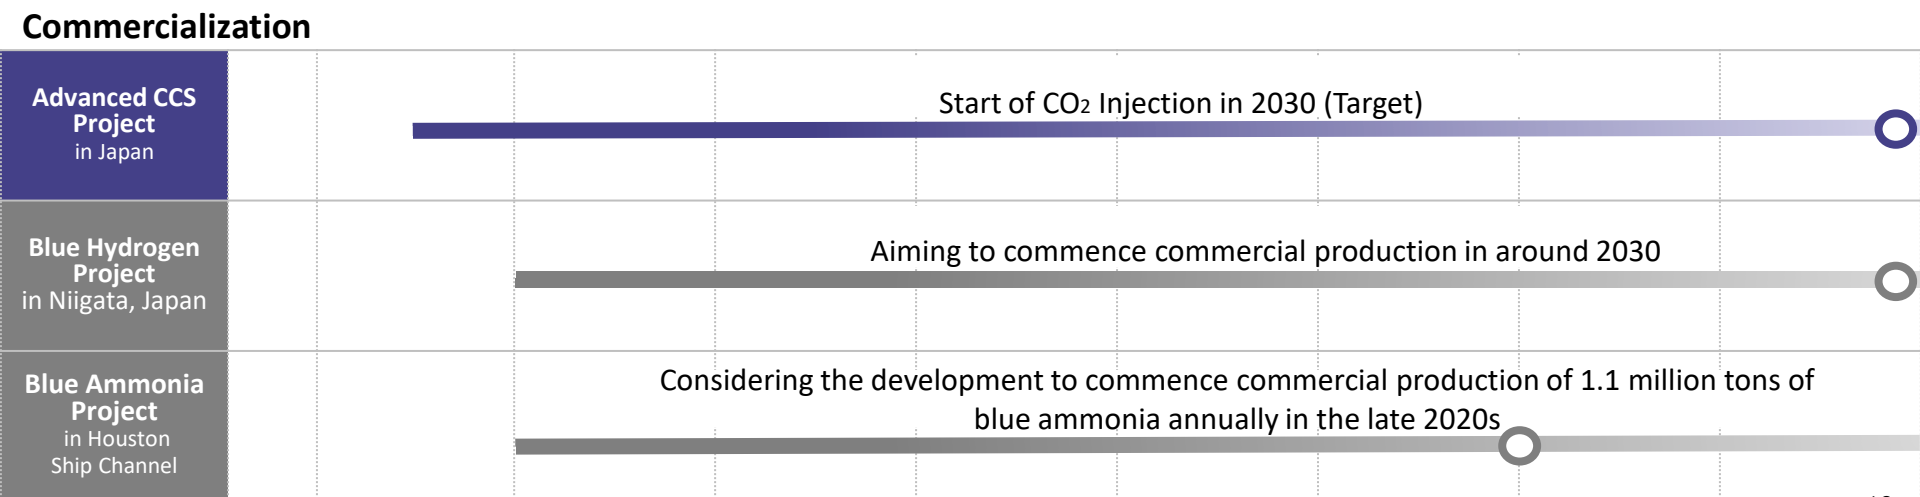 Commercialization
Advanced CCS
Project
in Japan
Start of CO2 Injection in 2030 (Target)
Blue Hydrogen
Project
in Niigata, Japan
Aiming to commence commercial production in around 2030
Blue Ammonia
Project
in Houston
Ship Channel
Considering the development to commence commercial production of 1.1 million tons of
blue ammonia annually in the late 2020s